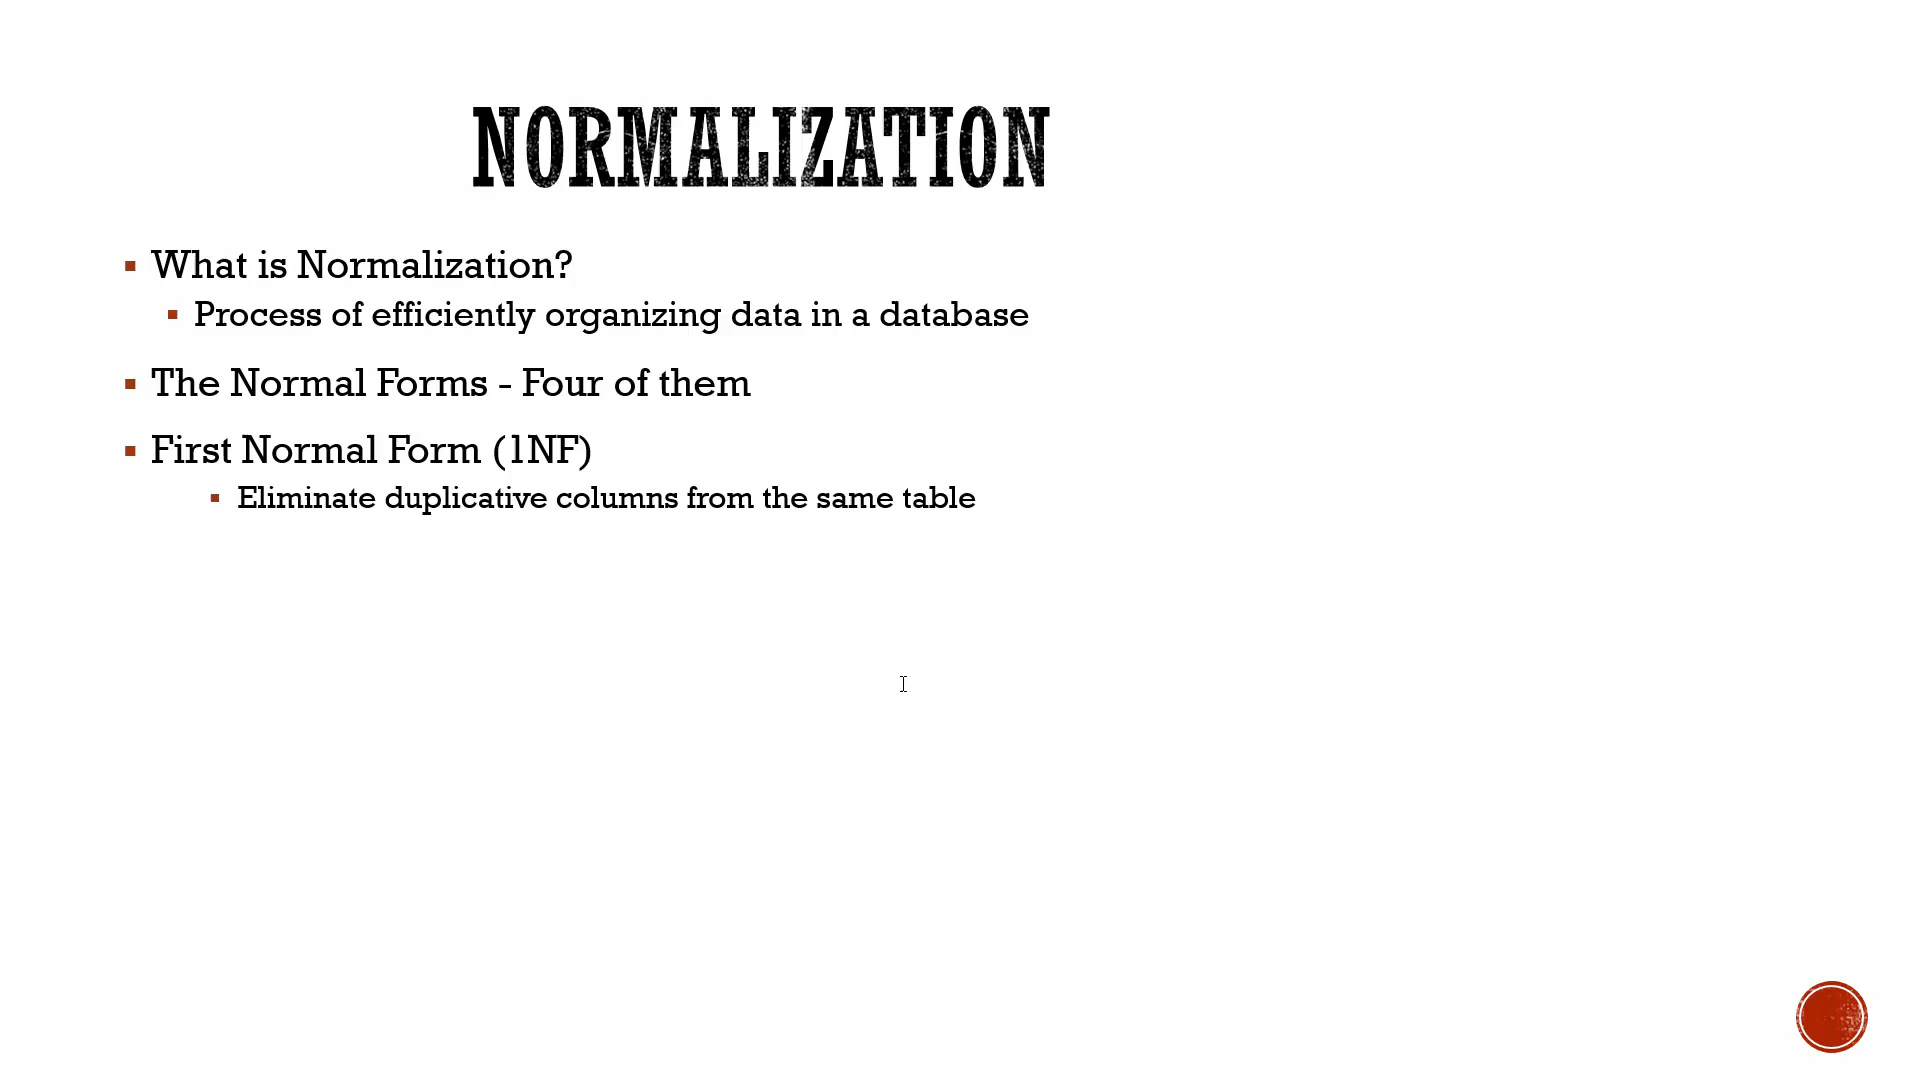 NORMALIZATION
What is Normalization?
Process of efficiently organizing data in a database
The Normal Forms - Four of them
First Normal Form (1NF)
Eliminate duplicative columns from the same table